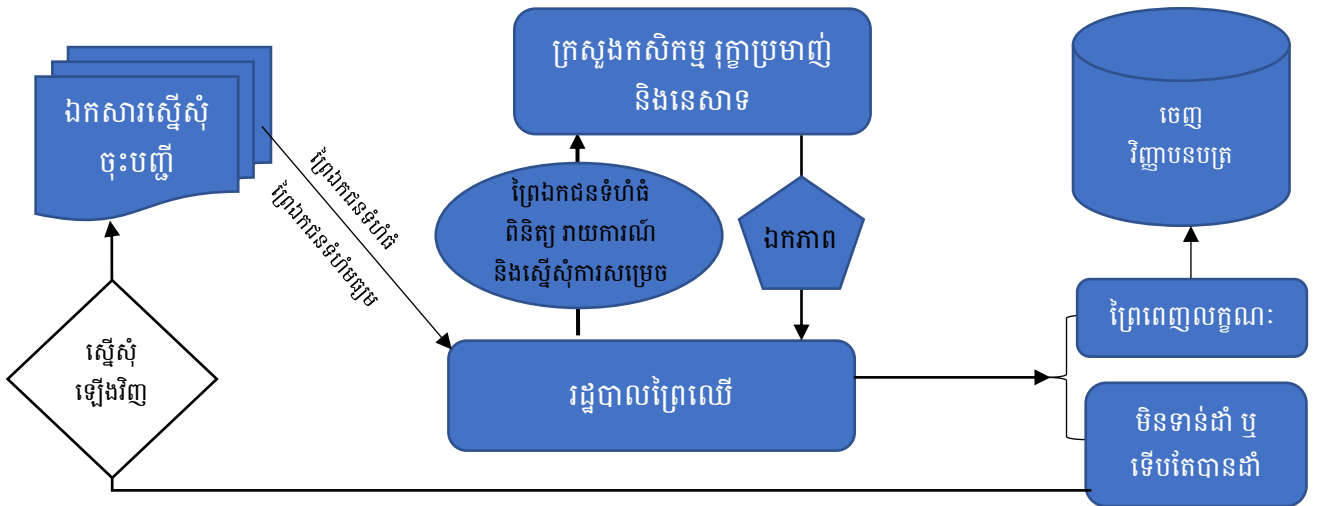 ឯកសារស្នើសុំ
ចុះបញ្ជី
ព្រៃឯកជនទំហំធំ
ព្រៃឯកជនទំហំមធ្យម
ក្រសួងកសិកម្ម រុក្ខាប្រមាញ់
និងនេសាទ
ព្រៃឯកជនទំហំធំ
ពិនិត្យ រាយការណ៍
និងស្នើសុំការសម្រេច
ឯកភាព
ចេញ
វិញ្ញាបនបត្រ
ស្នើសុំ
ឡើងវិញ
រដ្ឋបាលព្រៃឈើ
ព្រៃពេញលក្ខណៈ
មិនទាន់ដាំ ឬ
ទើបតែបានដាំ